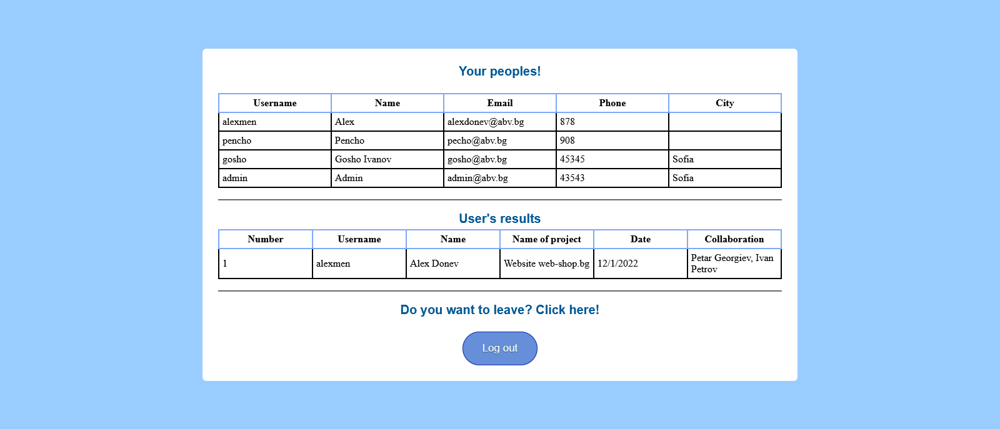 Your peoples!
Username Name Email Phone City
alexmen Alex alexdonev@abv.bg 878
pencho Pencho pecho@abv.bg 908
gosho Gosho Ivanov gosho@abv.bg 45345 Sofia
admin Admin admin@abv.bg 43543 Sofia
User's results
Number Username Name Name of project Date Collaboration
1 alexmen Alex Donev Website web-shop.bg 12/1/2022 Petar Georgiev, Ivan
Petrov
Do you want to leave? Click here!
Log out